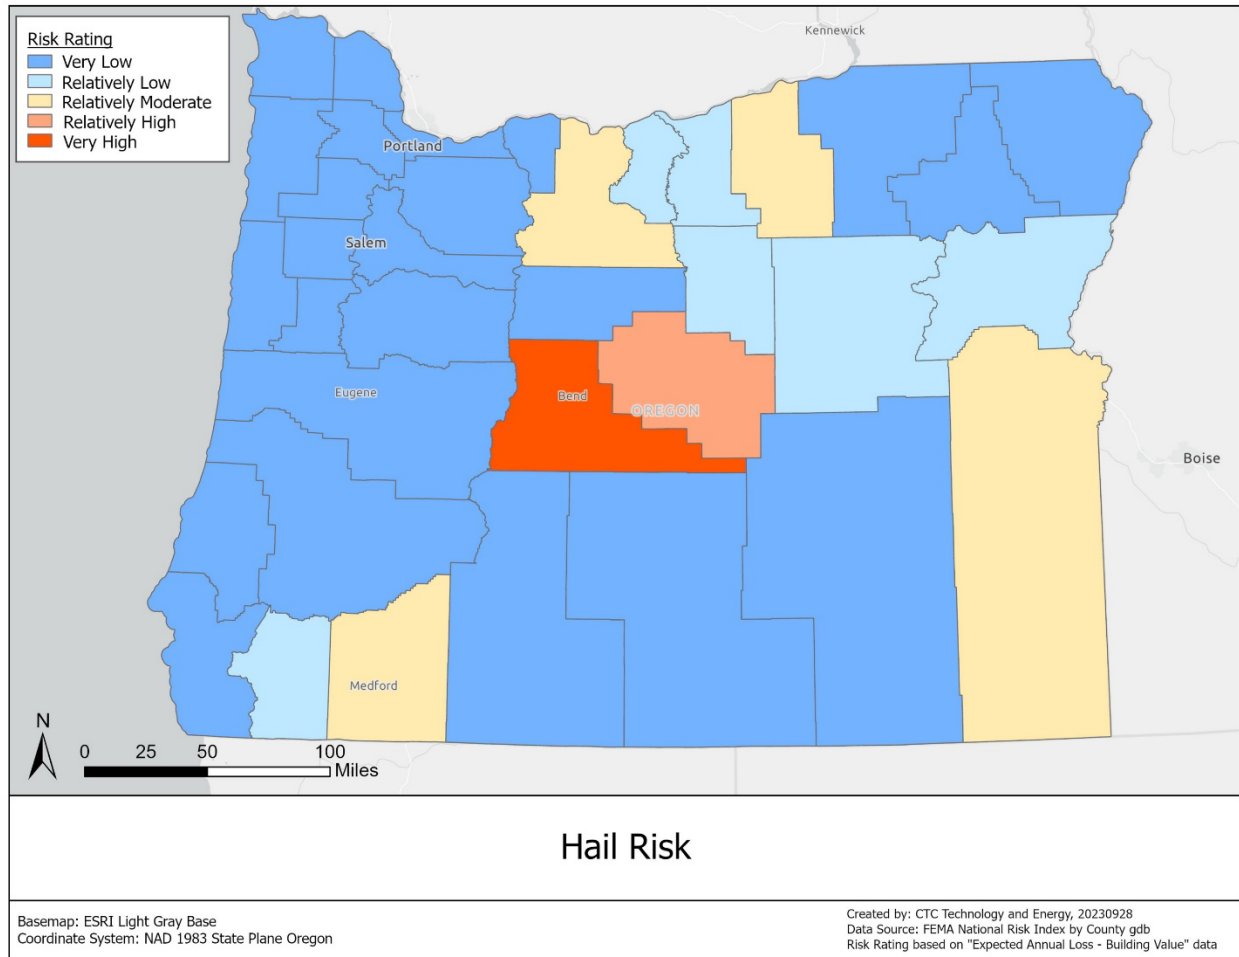 Risk Rating
Very Low
Relatively Low
Relatively Moderate
Relatively High
Very High
Kennewick
Portland
Salem
Eugene
Bend
OREGON
Boise
Medford
N
0 25 50 100
Miles
Hail Risk
Basemap: ESRI Light Gray Base
Coordinate System: NAD 1983 State Plane Oregon
Created by: CTC Technology and Energy, 20230928
Data Source: FEMA National Risk Index by County gdb
Risk Rating based on "Expected Annual Loss - Building Value" data